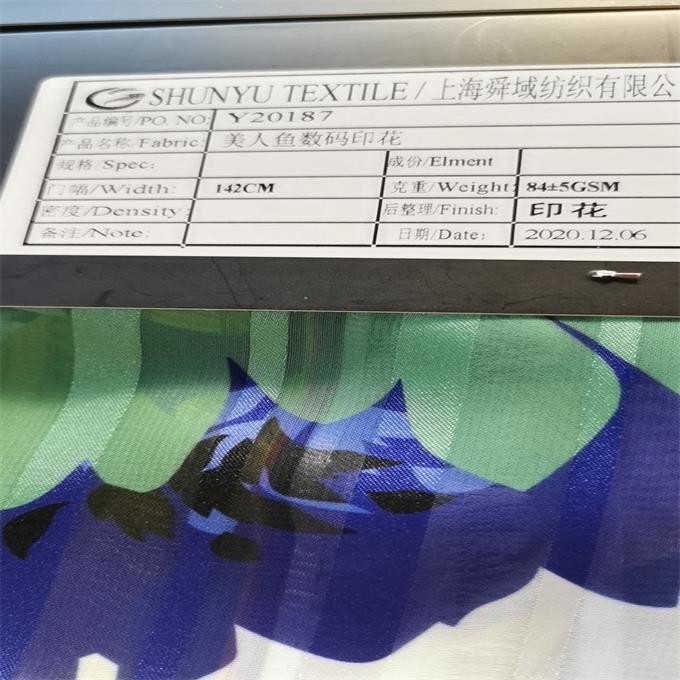 SHUNYU TEXTILE / 上海舜域纺织有限公
产品编号/PO. NO: Y20187
产品名称/Fabric: 美人鱼数码印花
规格/Spec: 成份/Elment
门幅/Width: 142CM 克重/Weight: 84±5GSM
密度/Density: 后整理/Finish: 印花
备注/Note: 日期/Date: 2020.12.06